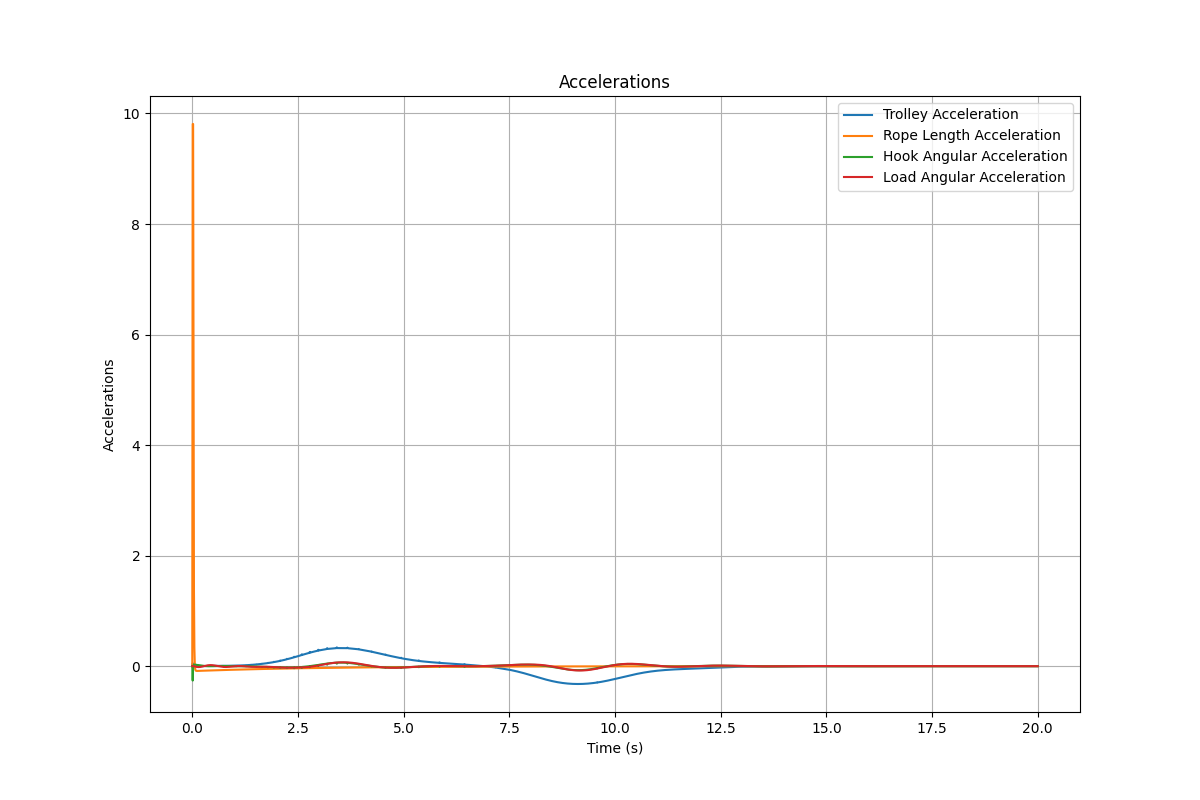 Accelerations
Trolley Acceleration
Rope Length Acceleration
Hook Angular Acceleration
Load Angular Acceleration
Accelerations
10
8
6
4
2
0
0.0 2.5 5.0 7.5 10.0 12.5 15.0 17.5 20.0
Time (s)